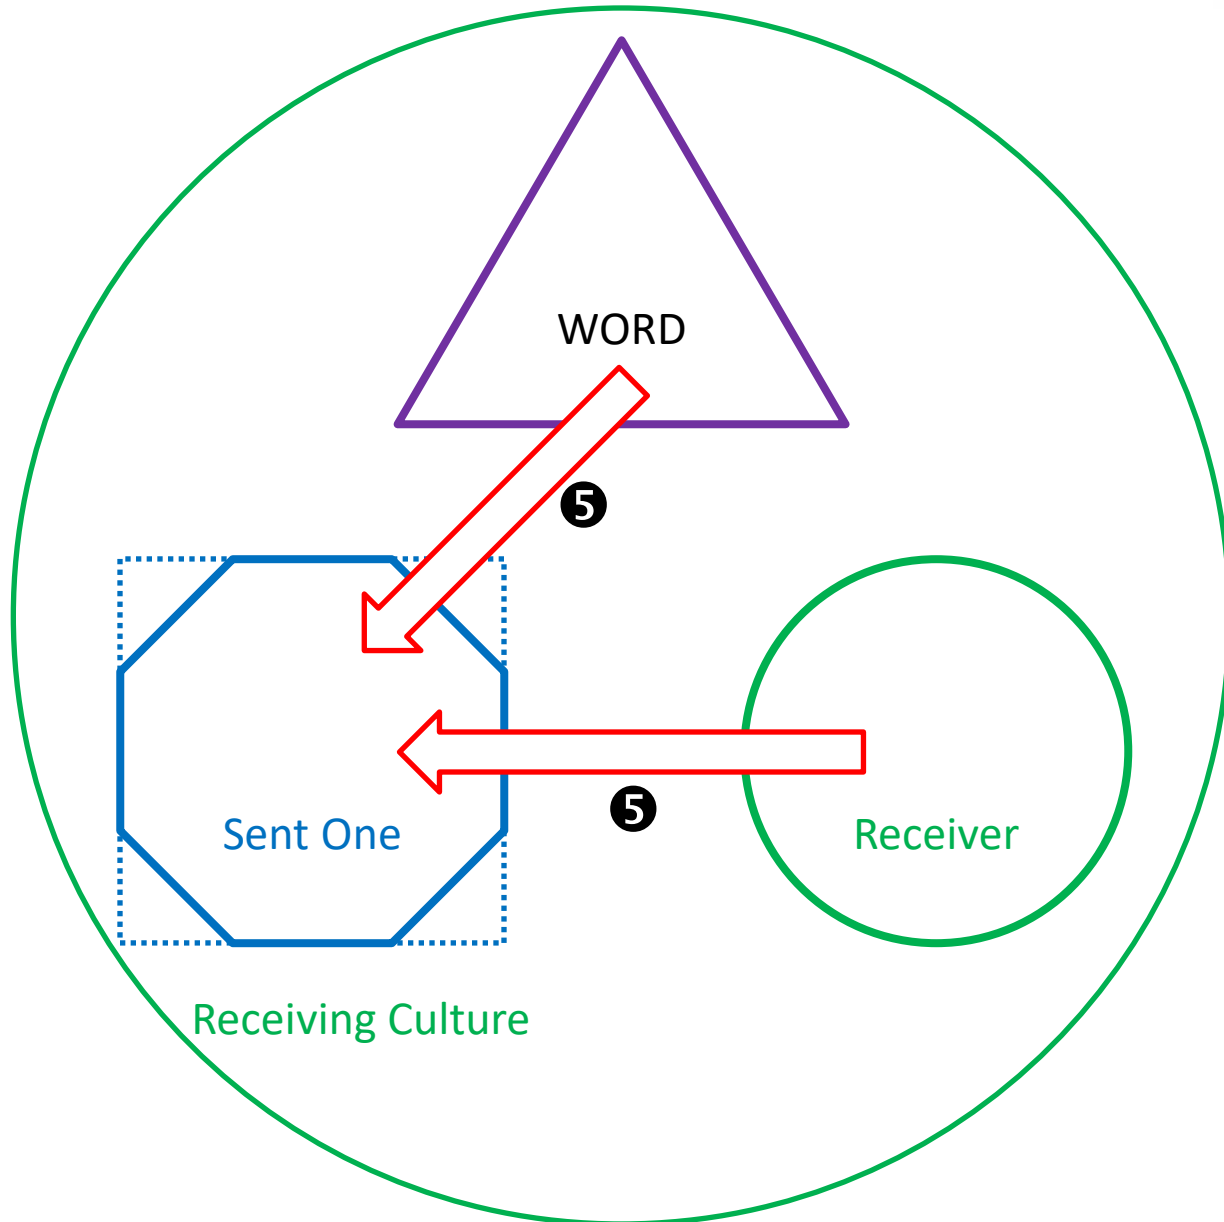 WORD
❺
❺
Sent One
Receiver
Receiving Culture